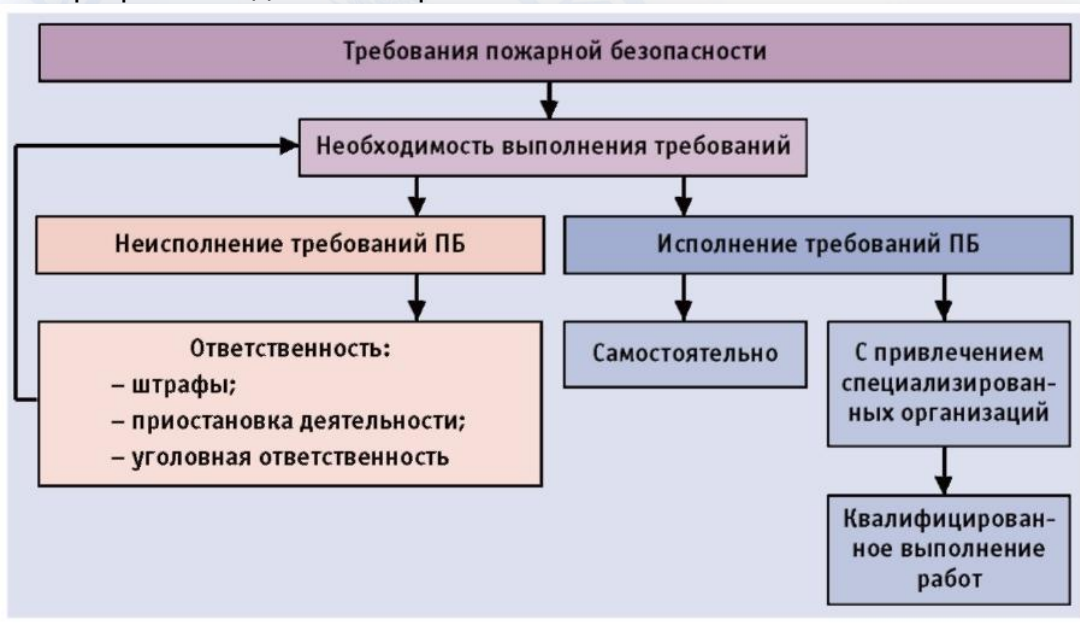 Требования пожарной безопасности
Необходимость выполнения требований
Неисполнение требований ПБ
Исполнение требований ПБ
Ответственность:
– штрафы;
– приостановка деятельности;
– уголовная ответственность
Самостоятельно
С привлечением
специализирован-
ных организаций
Квалифицирован-
ное выполнение
работ